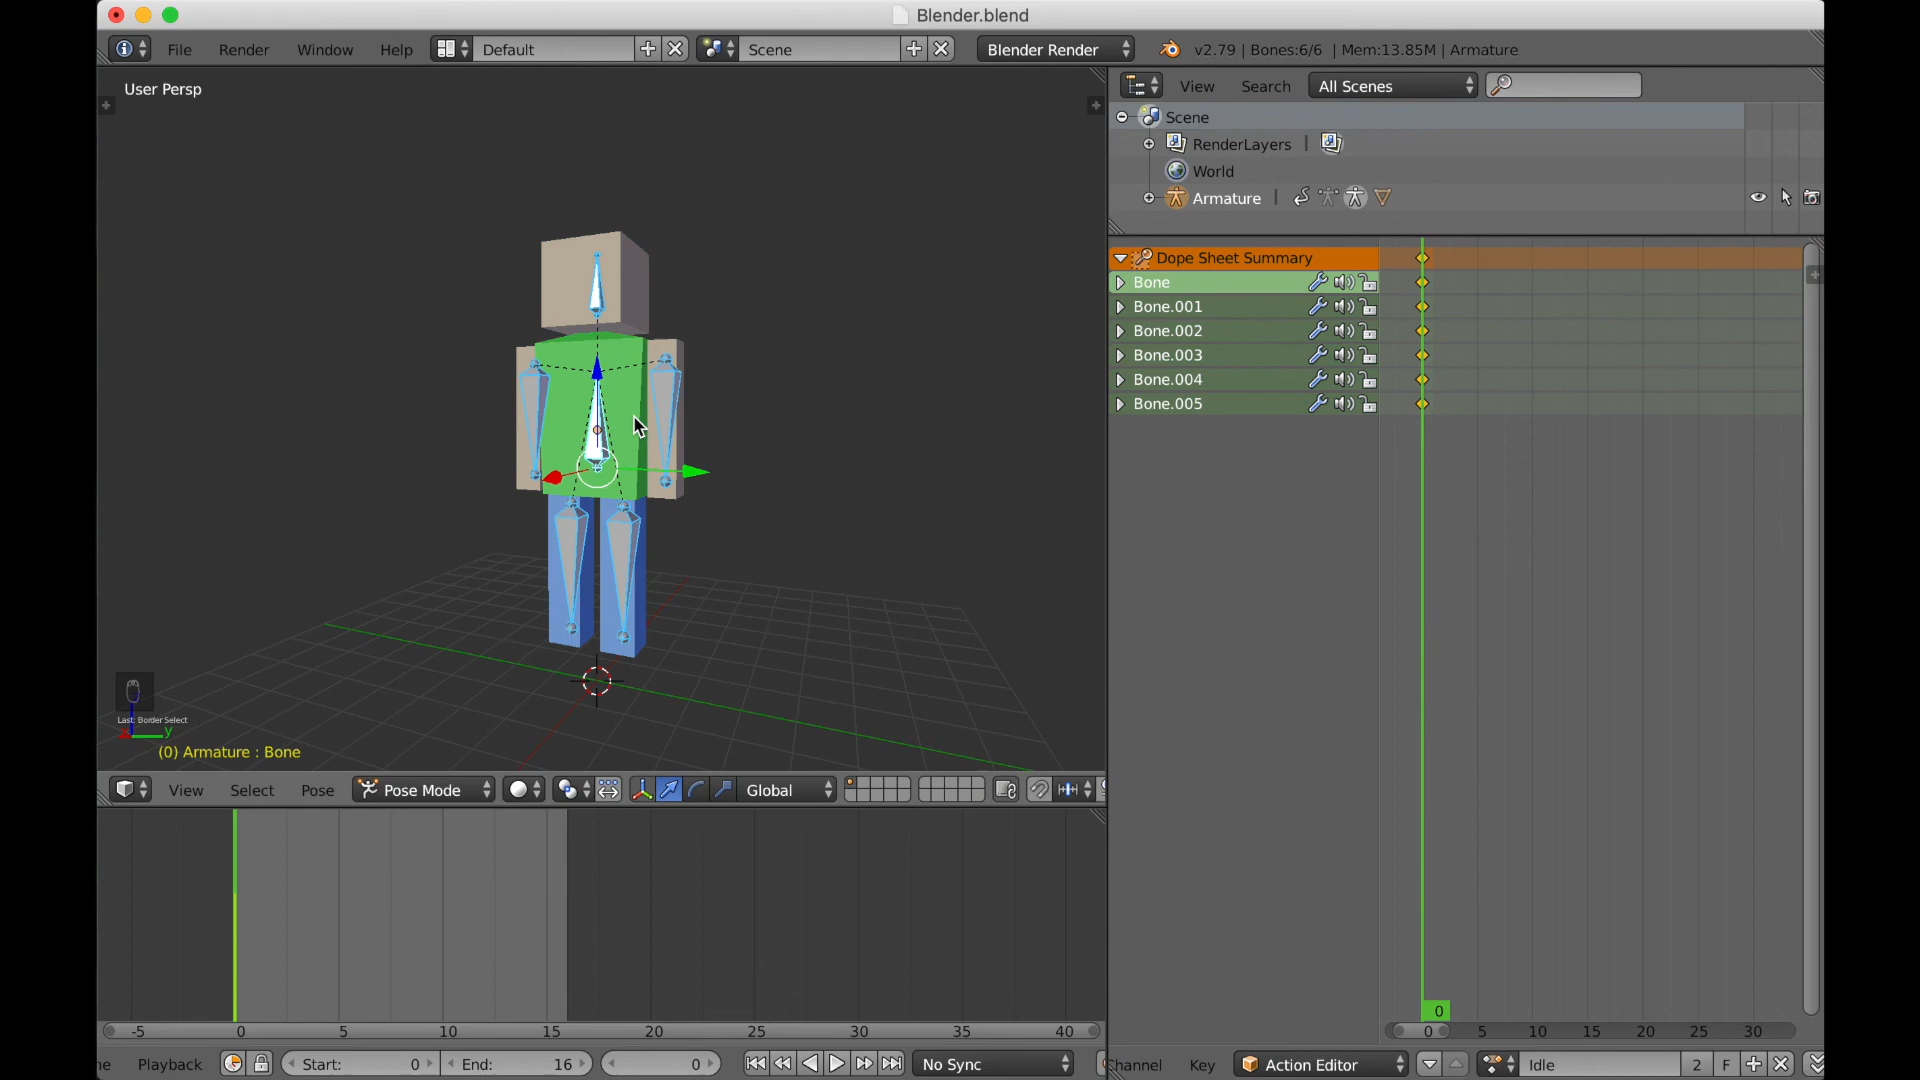 Blender.blend
File Render Window Help Default Scene Blender Render v2.79 | Bones:6/6 | Mem:13.85M | Armature
User Persp
View Search All Scenes
Scene
RenderLayers
World
Armature
Dope Sheet Summary
Bone
Bone.001
Bone.002
Bone.003
Bone.004
Bone.005
Last: Border Select
y
(0) Armature : Bone
View Select Pose Pose Mode Global
0
-5 0 5 10 15 20 25 30 35 40
0 5 10 15 20 25 30
Playback Start: 0 End: 16 0 No Sync
Key Action Editor Idle 2 F